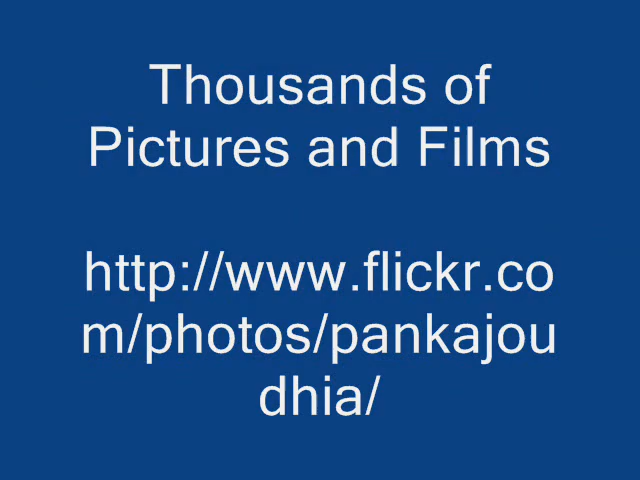 Thousands of
Pictures and Films
http://www.flickr.co
m/photos/pankajou
dhia/